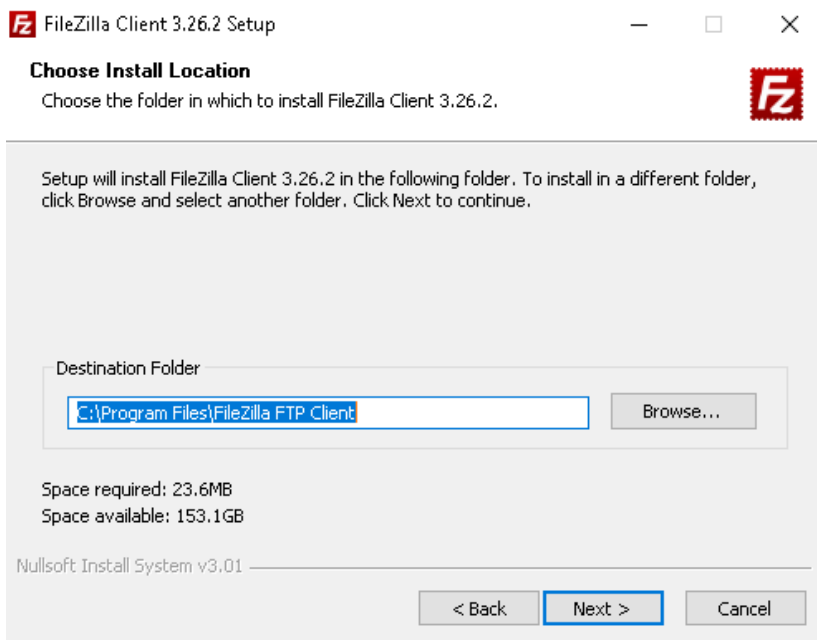 FileZilla Client 3.26.2 Setup
Choose Install Location
Choose the folder in which to install FileZilla Client 3.26.2.
Fz
Setup will install FileZilla Client 3.26.2 in the following folder. To install in a different folder,
click Browse and select another folder. Click Next to continue.
Destination Folder
C:\Program Files\FileZilla FTP Client
Browse...
Space required: 23.6MB
Space available: 153.1GB
Nullsoft Install System v3.01
< Back
Next >
Cancel